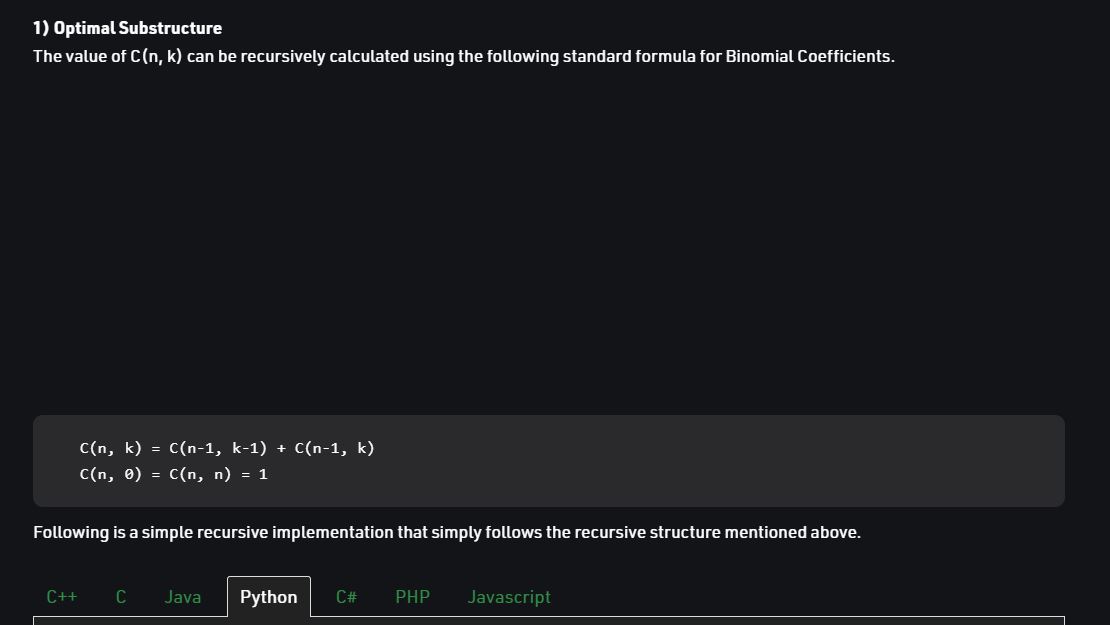 1) Optimal Substructure
The value of C(n, k) can be recursively calculated using the following standard formula for Binomial Coefficients.
C(n, k) = C(n-1, k-1) + C(n-1, k)
C(n, 0) = C(n, n) = 1
Following is a simple recursive implementation that simply follows the recursive structure mentioned above.
C++ C Java Python C# PHP Javascript